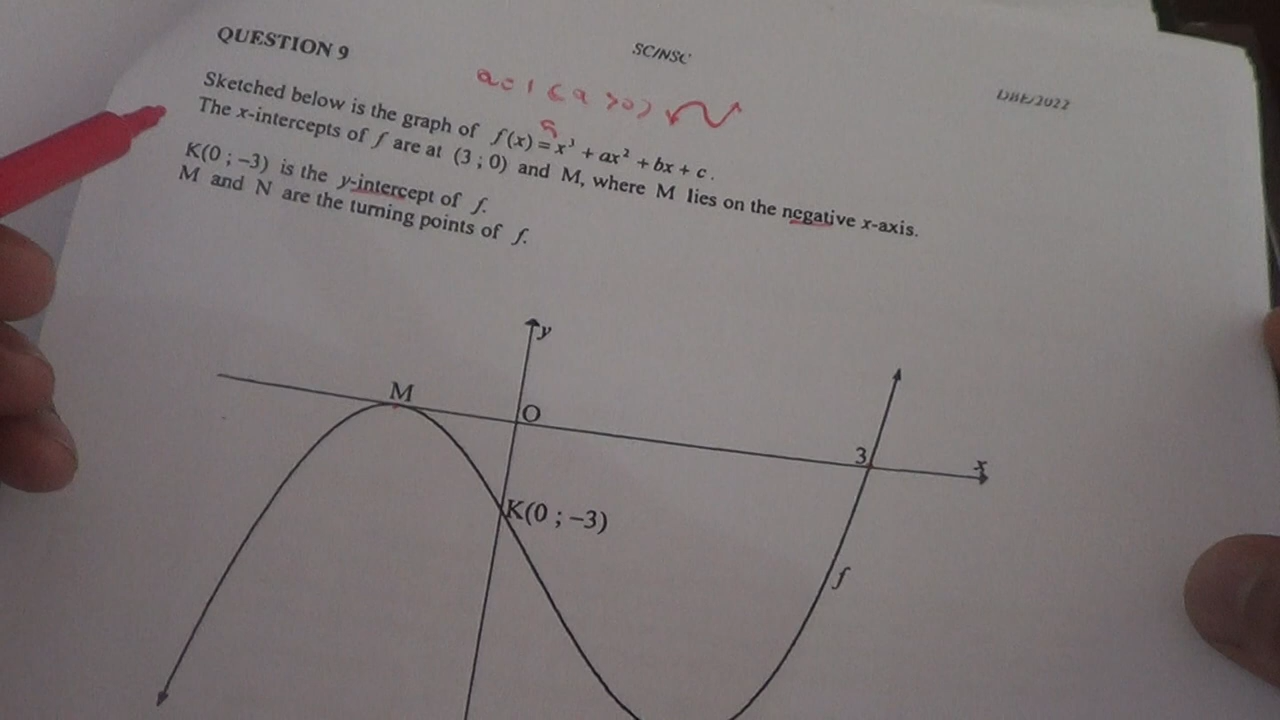 QUESTION 9
SC/NSC
DBE/2022
a=1 (a>0)
Sketched below is the graph of f(x) = x³ + ax² + bx + c.
The x-intercepts of f are at (3 ; 0) and M, where M lies on the negative x-axis.
K(0 ; –3) is the y-intercept of f.
M and N are the turning points of f.
y
M
O
3
x
K(0 ; –3)
f